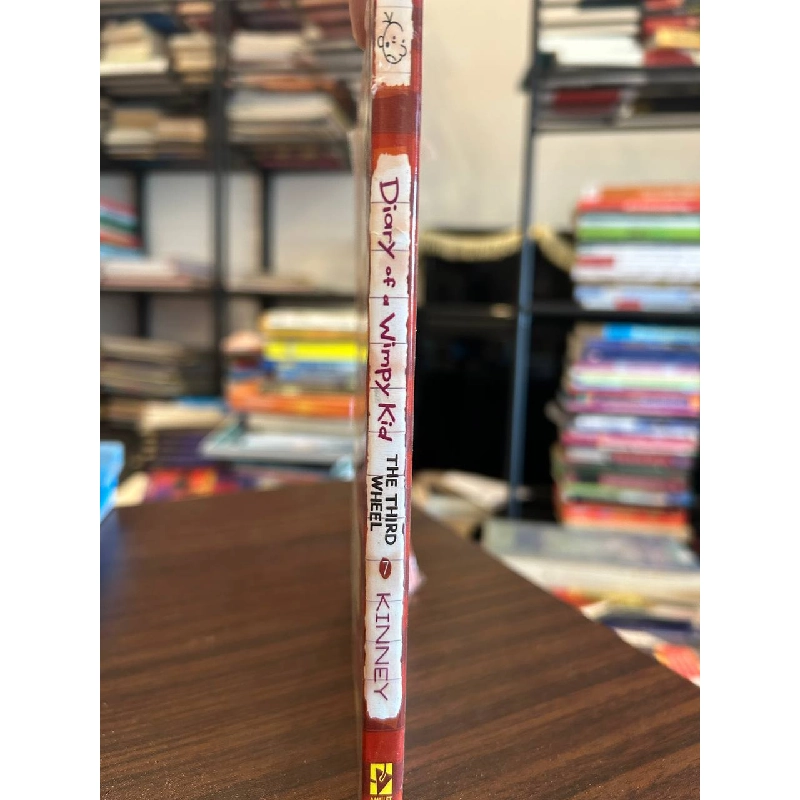 Diary of a Wimpy Kid
THE THIRD
WHEEL
7
KINNEY